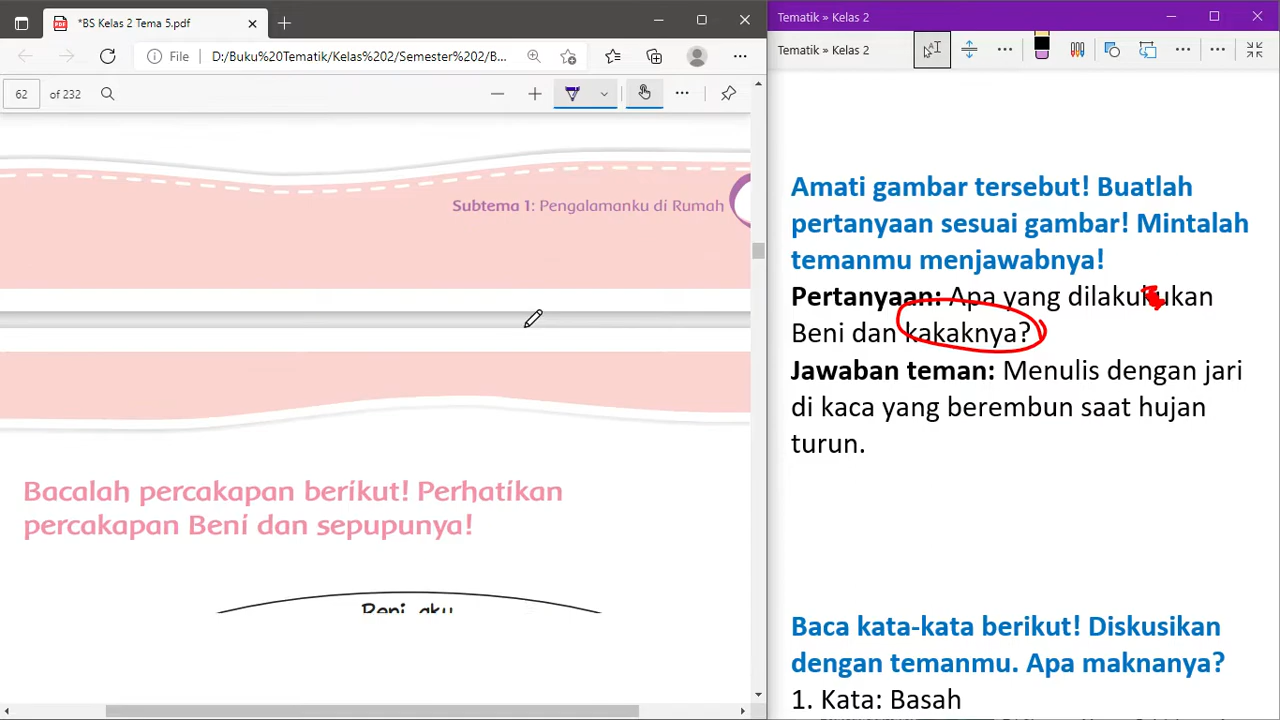 *BS Kelas 2 Tema 5.pdf
File
D:/Buku%20Tematik/Kelas%202/Semester%202/B...
62 of 232
Subtema 1: Pengalamanku di Rumah
Bacalah percakapan berikut! Perhatikan
percakapan Beni dan sepupunya!
Beni, aku
Tematik » Kelas 2
Tematik » Kelas 2
Amati gambar tersebut! Buatlah
pertanyaan sesuai gambar! Mintalah
temanmu menjawabnya!
Pertanyaan: Apa yang dilakukukan
Beni dan kakaknya?
Jawaban teman: Menulis dengan jari
di kaca yang berembun saat hujan
turun.
Baca kata-kata berikut! Diskusikan
dengan temanmu. Apa maknanya?
1. Kata: Basah